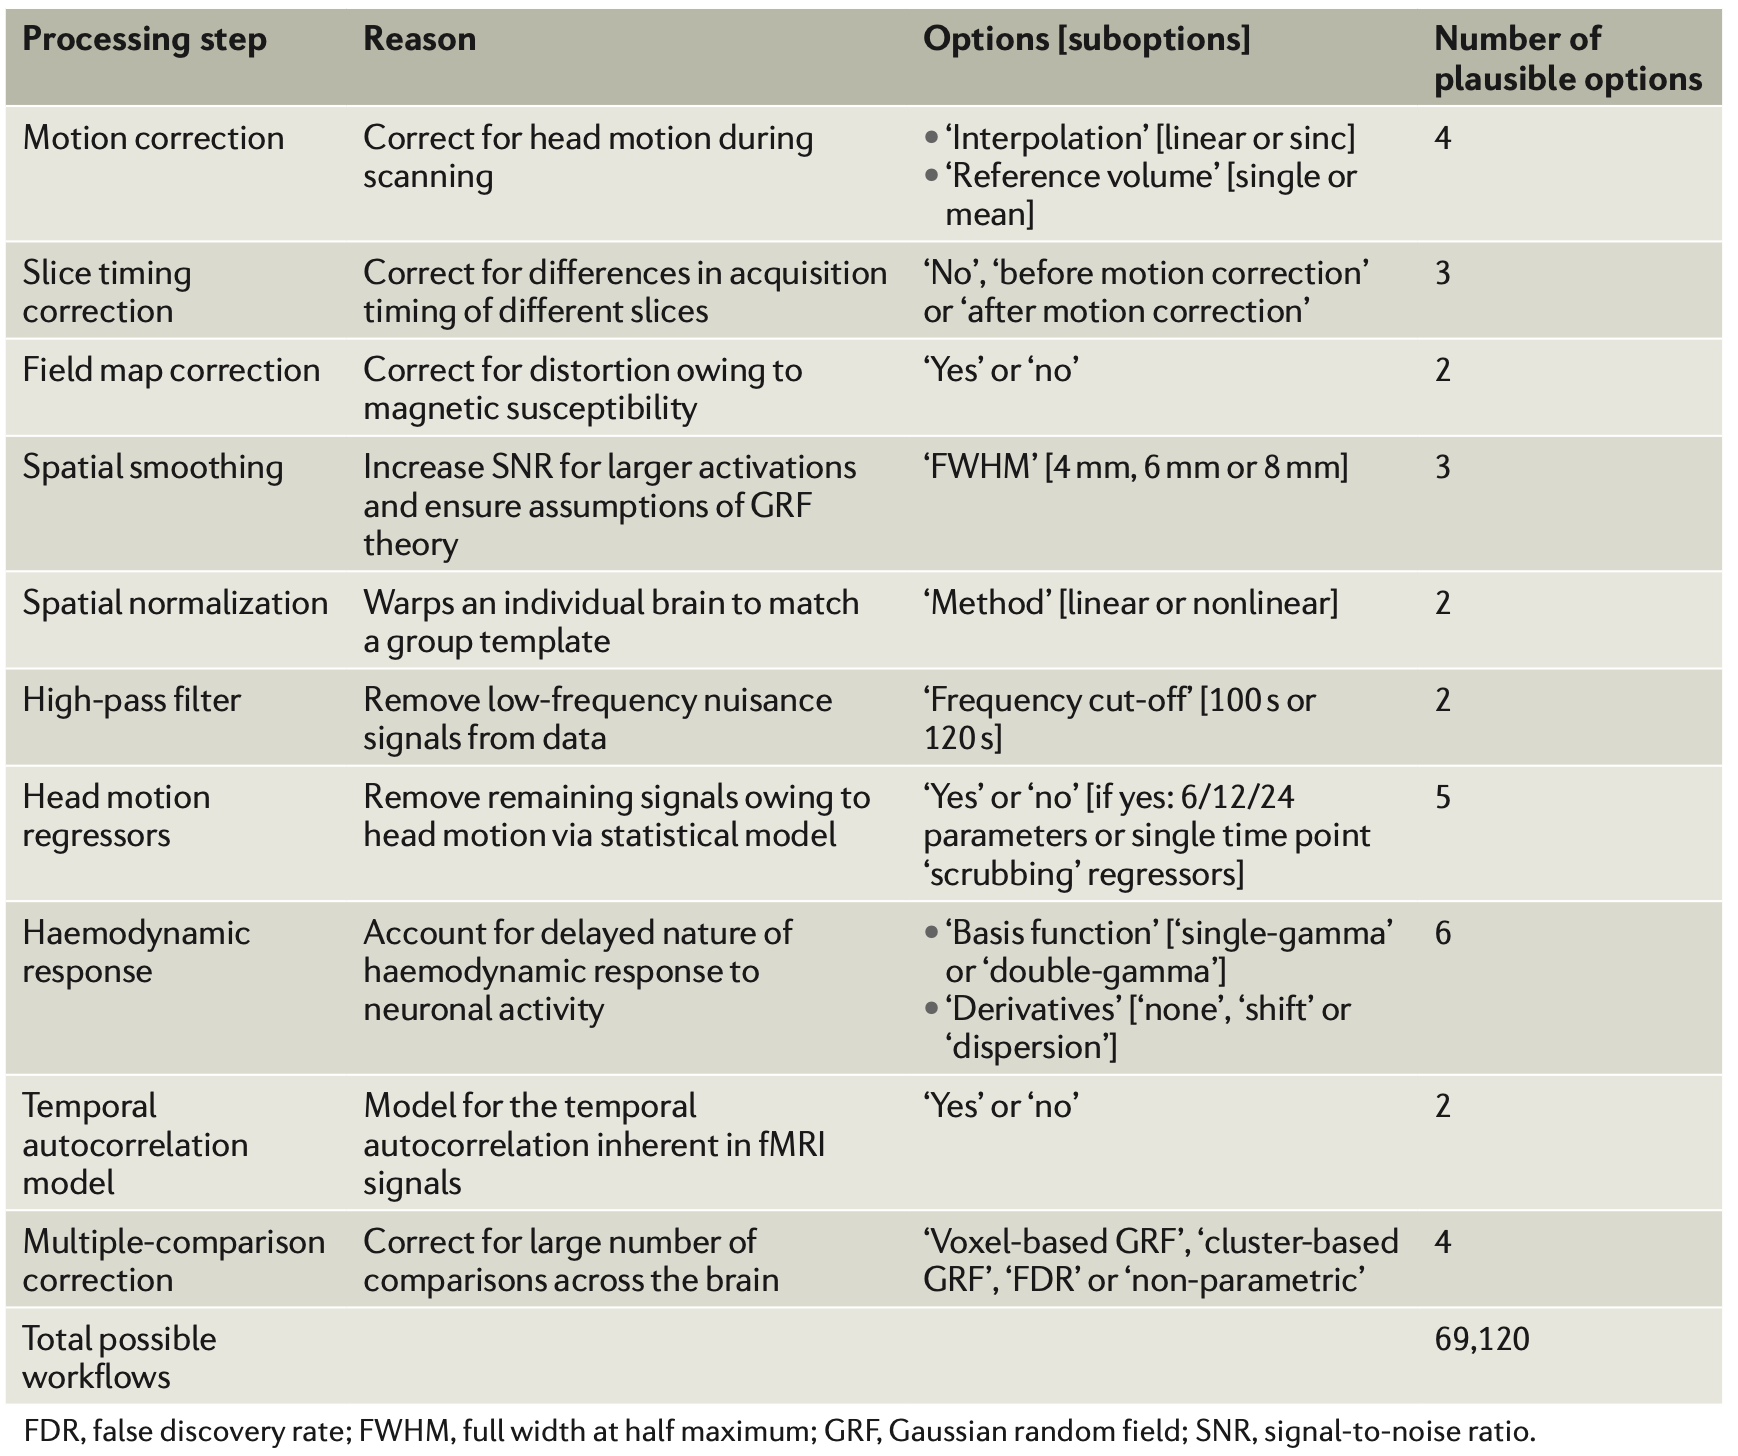 Processing step Reason Options [suboptions] Number of
plausible options
Motion correction Correct for head motion during • ‘Interpolation’ [linear or sinc] 4
scanning • ‘Reference volume’ [single or
mean]
Slice timing Correct for differences in acquisition ‘No’, ‘before motion correction’ 3
correction timing of different slices or ‘after motion correction’
Field map correction Correct for distortion owing to ‘Yes’ or ‘no’ 2
magnetic susceptibility
Spatial smoothing Increase SNR for larger activations ‘FWHM’ [4 mm, 6 mm or 8 mm] 3
and ensure assumptions of GRF
theory
Spatial normalization Warps an individual brain to match ‘Method’ [linear or nonlinear] 2
a group template
High-pass filter Remove low-frequency nuisance ‘Frequency cut-off’ [100 s or 2
signals from data 120 s]
Head motion Remove remaining signals owing to ‘Yes’ or ‘no’ [if yes: 6/12/24 5
regressors head motion via statistical model parameters or single time point
‘scrubbing’ regressors]
Haemodynamic Account for delayed nature of • ‘Basis function’ [‘single-gamma’ 6
response haemodynamic response to or ‘double-gamma’]
neuronal activity • ‘Derivatives’ [‘none’, ‘shift’ or
‘dispersion’]
Temporal Model for the temporal ‘Yes’ or ‘no’ 2
autocorrelation autocorrelation inherent in fMRI
model signals
Multiple-comparison Correct for large number of ‘Voxel-based GRF’, ‘cluster-based 4
correction comparisons across the brain GRF’, ‘FDR’ or ‘non-parametric’
Total possible 69,120
workflows
FDR, false discovery rate; FWHM, full width at half maximum; GRF, Gaussian random field; SNR, signal-to-noise ratio.